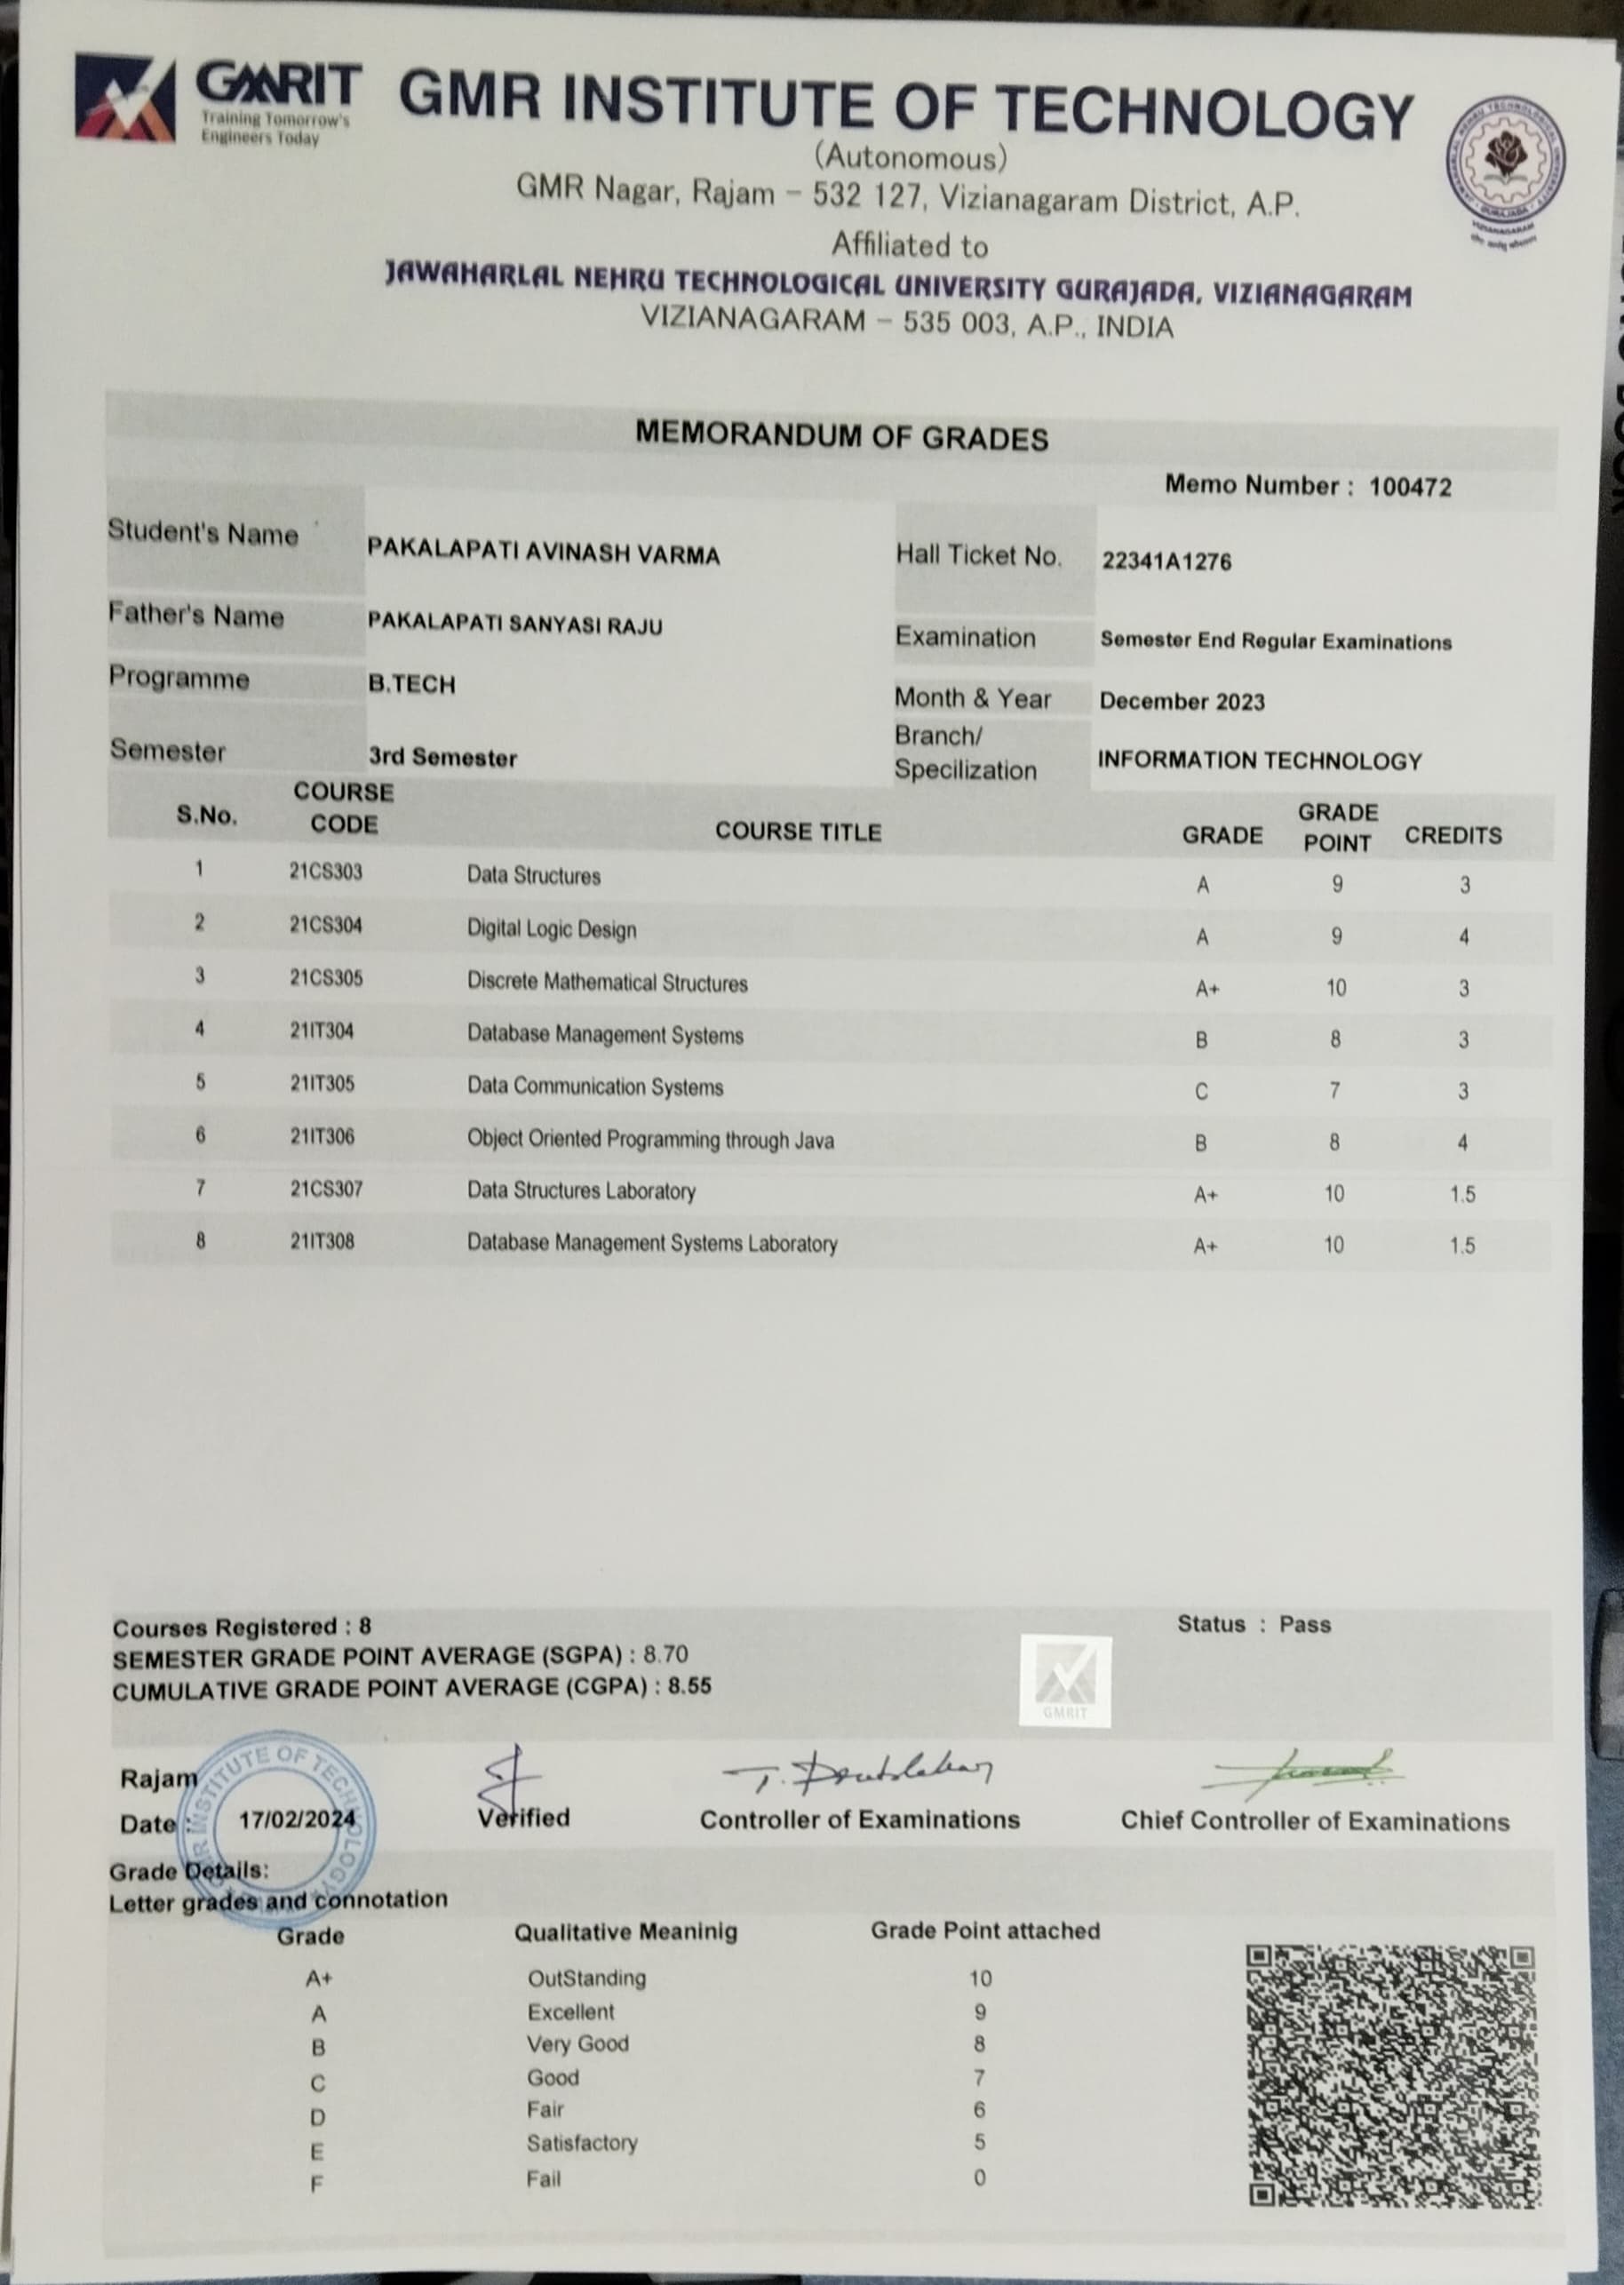 GMRIT
Training Tomorrow's
Engineers Today
GMR INSTITUTE OF TECHNOLOGY
(Autonomous)
GMR Nagar, Rajam – 532 127, Vizianagaram District, A.P.
Affiliated to
JAWAHARLAL NEHRU TECHNOLOGICAL UNIVERSITY GURAJADA, VIZIANAGARAM
VIZIANAGARAM – 535 003, A.P., INDIA
MEMORANDUM OF GRADES
Memo Number : 100472
Student's Name PAKALAPATI AVINASH VARMA Hall Ticket No. 22341A1276
Father's Name PAKALAPATI SANYASI RAJU Examination Semester End Regular Examinations
Programme B.TECH Month & Year December 2023
Semester 3rd Semester Branch/ Specilization INFORMATION TECHNOLOGY
S.No. COURSE CODE COURSE TITLE GRADE GRADE POINT CREDITS
1 21CS303 Data Structures A 9 3
2 21CS304 Digital Logic Design A 9 4
3 21CS305 Discrete Mathematical Structures A+ 10 3
4 21IT304 Database Management Systems B 8 3
5 21IT305 Data Communication Systems C 7 3
6 21IT306 Object Oriented Programming through Java B 8 4
7 21CS307 Data Structures Laboratory A+ 10 1.5
8 21IT308 Database Management Systems Laboratory A+ 10 1.5
Courses Registered : 8 Status : Pass
SEMESTER GRADE POINT AVERAGE (SGPA) : 8.70
CUMULATIVE GRADE POINT AVERAGE (CGPA) : 8.55
GMRIT
GMR INSTITUTE OF TECHNOLOGY
Rajam
Date : 17/02/2024 Verified Controller of Examinations Chief Controller of Examinations
Grade Details:
Letter grades and connotation
Grade Qualitative Meaninig Grade Point attached
A+ OutStanding 10
A Excellent 9
B Very Good 8
C Good 7
D Fair 6
E Satisfactory 5
F Fail 0